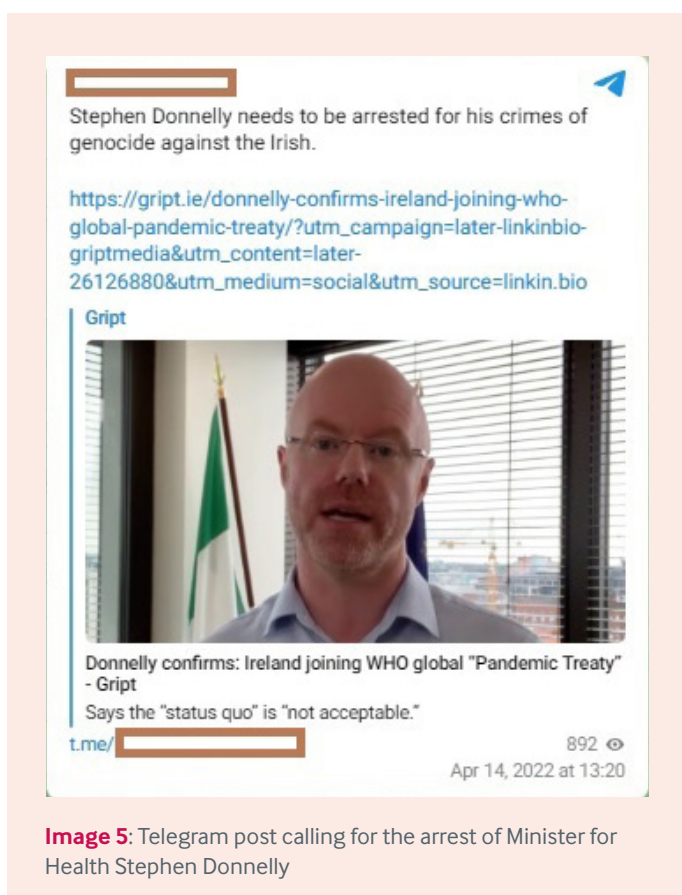 Stephen Donnelly needs to be arrested for his crimes of
genocide against the Irish.
https://gript.ie/donnelly-confirms-ireland-joining-who-
global-pandemic-treaty/?utm_campaign=later-linkinbio-
griptmedia&utm_content=later-
26126880&utm_medium=social&utm_source=linkin.bio
Gript
Donnelly confirms: Ireland joining WHO global "Pandemic Treaty"
- Gript
Says the "status quo" is "not acceptable."
t.me/ 892
Apr 14, 2022 at 13:20
Image 5: Telegram post calling for the arrest of Minister for
Health Stephen Donnelly